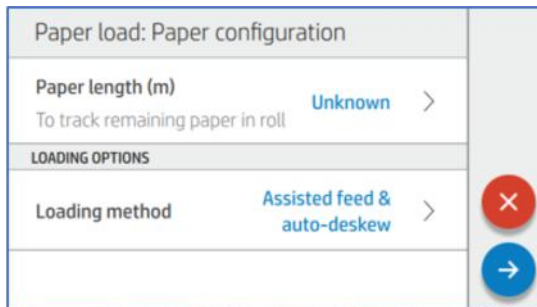 Paper load: Paper configuration
Paper length (m)
Unknown
To track remaining paper in roll
LOADING OPTIONS
Loading method
Assisted feed &
auto-deskew